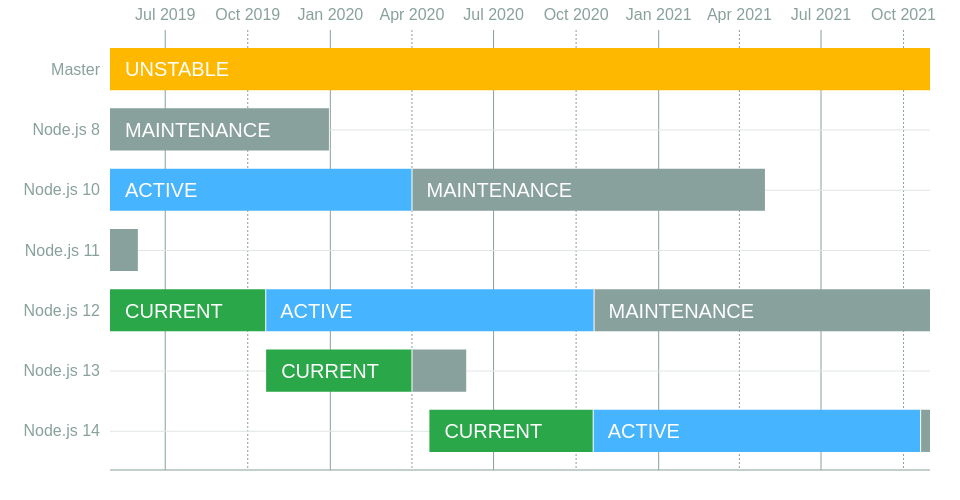 Jul 2019 Oct 2019 Jan 2020 Apr 2020 Jul 2020 Oct 2020 Jan 2021 Apr 2021 Jul 2021 Oct 2021
Master UNSTABLE
Node.js 8 MAINTENANCE
Node.js 10 ACTIVE MAINTENANCE
Node.js 11
Node.js 12 CURRENT ACTIVE MAINTENANCE
Node.js 13 CURRENT
Node.js 14 CURRENT ACTIVE